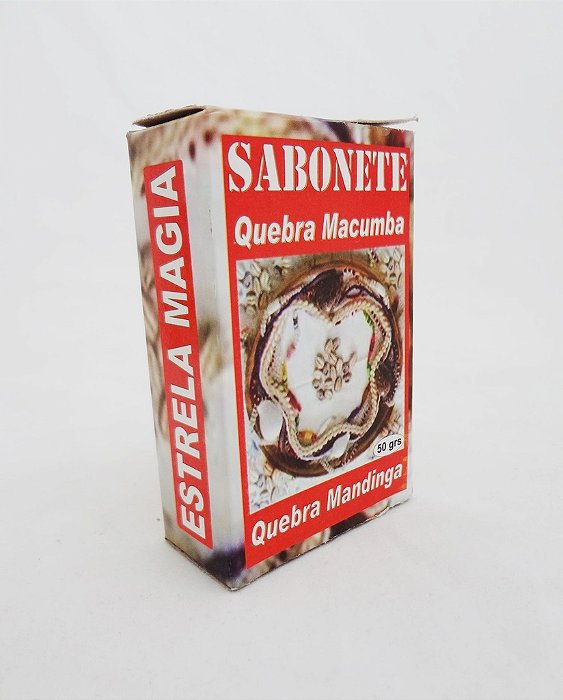 ESTRELA MAGIA
SABONETE
Quebra Macumba
50 grs
Quebra Mandinga